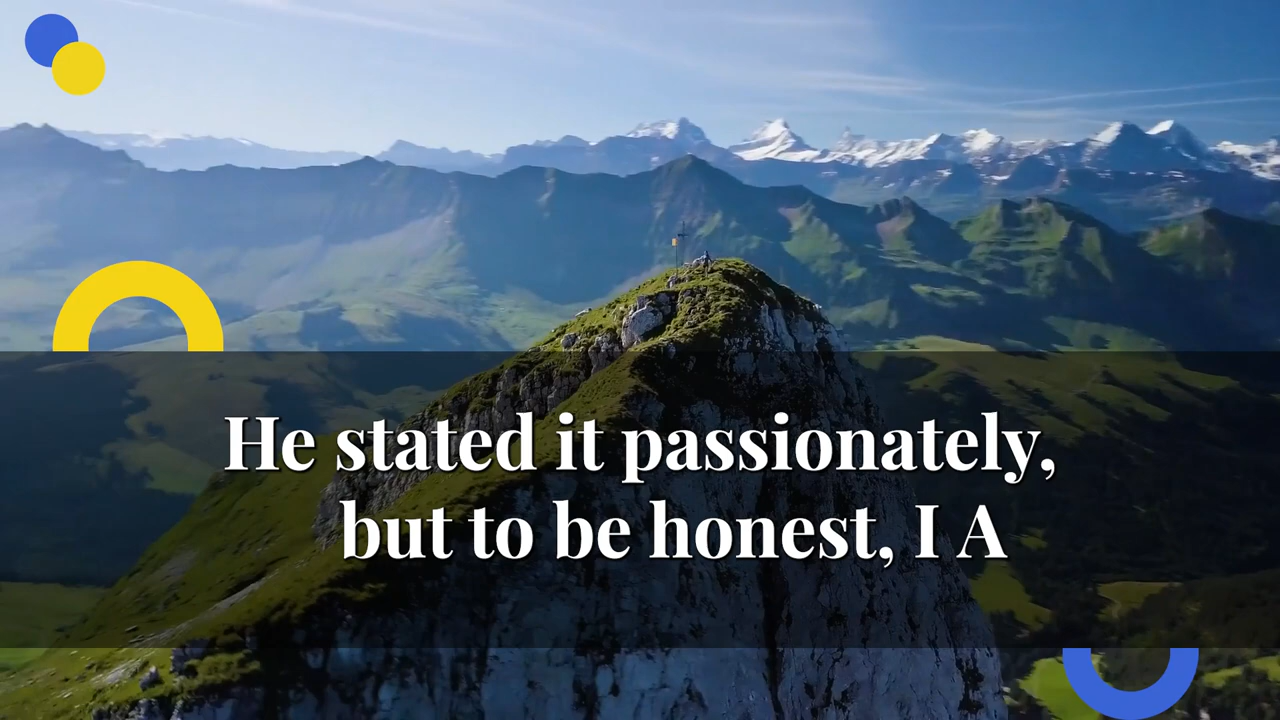 He stated it passionately,
but to be honest, I A